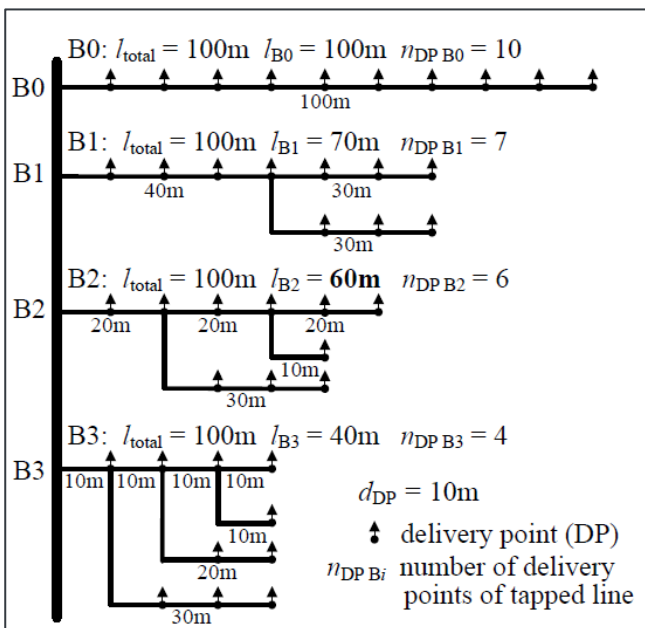 B0: l_total = 100m l_B0 = 100m n_DP B0 = 10
B0
100m
B1: l_total = 100m l_B1 = 70m n_DP B1 = 7
B1
40m 30m
30m
B2: l_total = 100m l_B2 = 60m n_DP B2 = 6
B2
20m 20m 20m
10m
30m
B3: l_total = 100m l_B3 = 40m n_DP B3 = 4
B3
10m 10m 10m 10m
d_DP = 10m
10m
delivery point (DP)
20m
n_DP Bi number of delivery
points of tapped line
30m